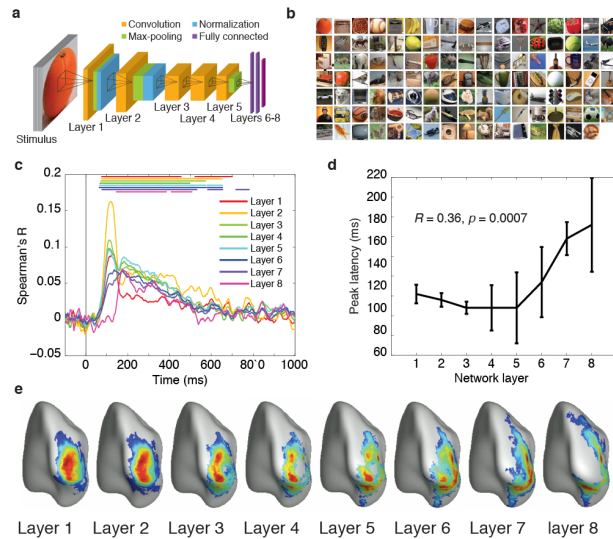 a
Convolution
Normalization
Max-pooling
Fully connected
Layer 3
Layer 5
Layer 2
Layer 4
Layers 6-8
Layer 1
Stimulus
b
c
0.2
0.15
0.1
0.05
0
−0.05
Spearman's R
Layer 1
Layer 2
Layer 3
Layer 4
Layer 5
Layer 6
Layer 7
Layer 8
0
200
400
600
80'0
1000
Time (ms)
d
220
200
180
160
140
120
100
80
60
Peak latency (ms)
R = 0.36, p = 0.0007
1 2 3 4 5 6 7 8
Network layer
e
Layer 1 Layer 2 Layer 3 Layer 4 Layer 5 Layer 6 Layer 7 layer 8